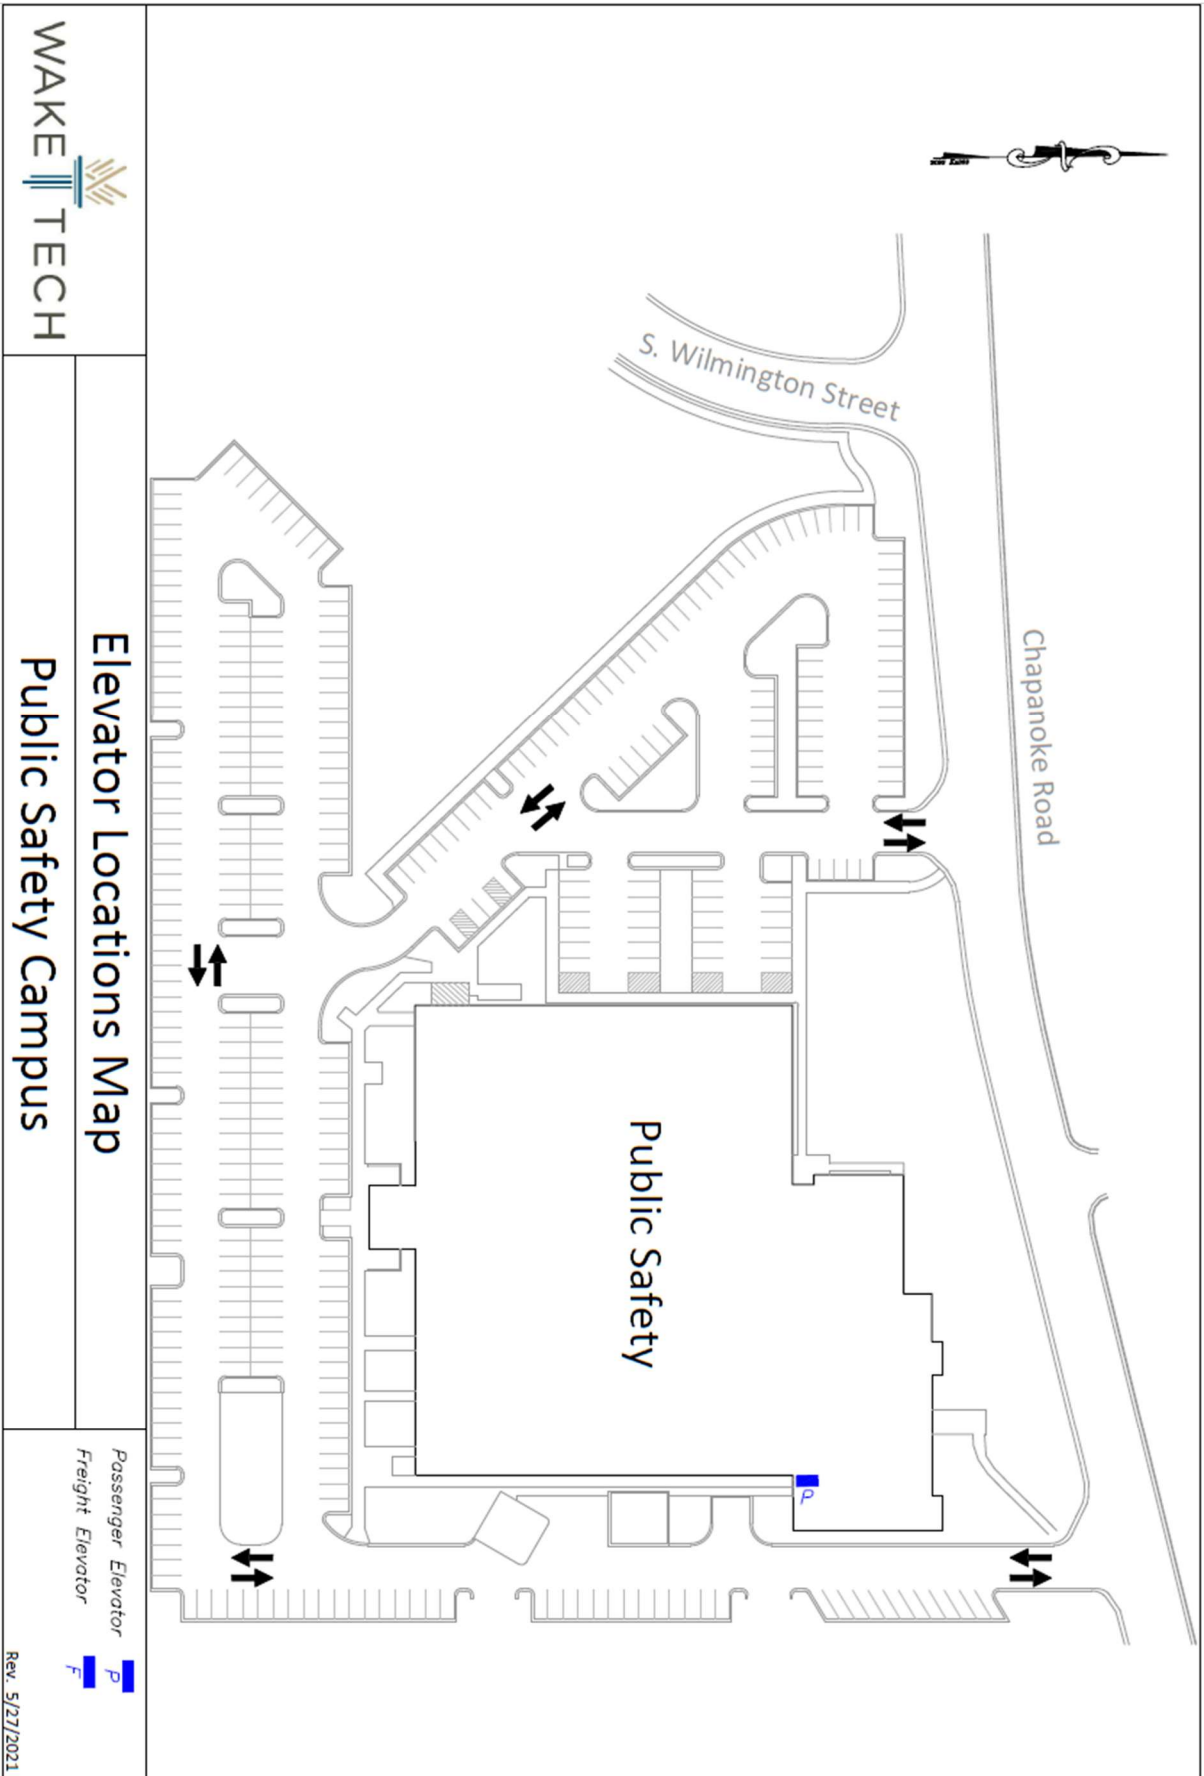 Chapanoke Road
S. Wilmington Street
Public Safety
P
WAKE TECH
Elevator Locations Map
Public Safety Campus
Passenger Elevator P
Freight Elevator F
Rev. 5/27/2021